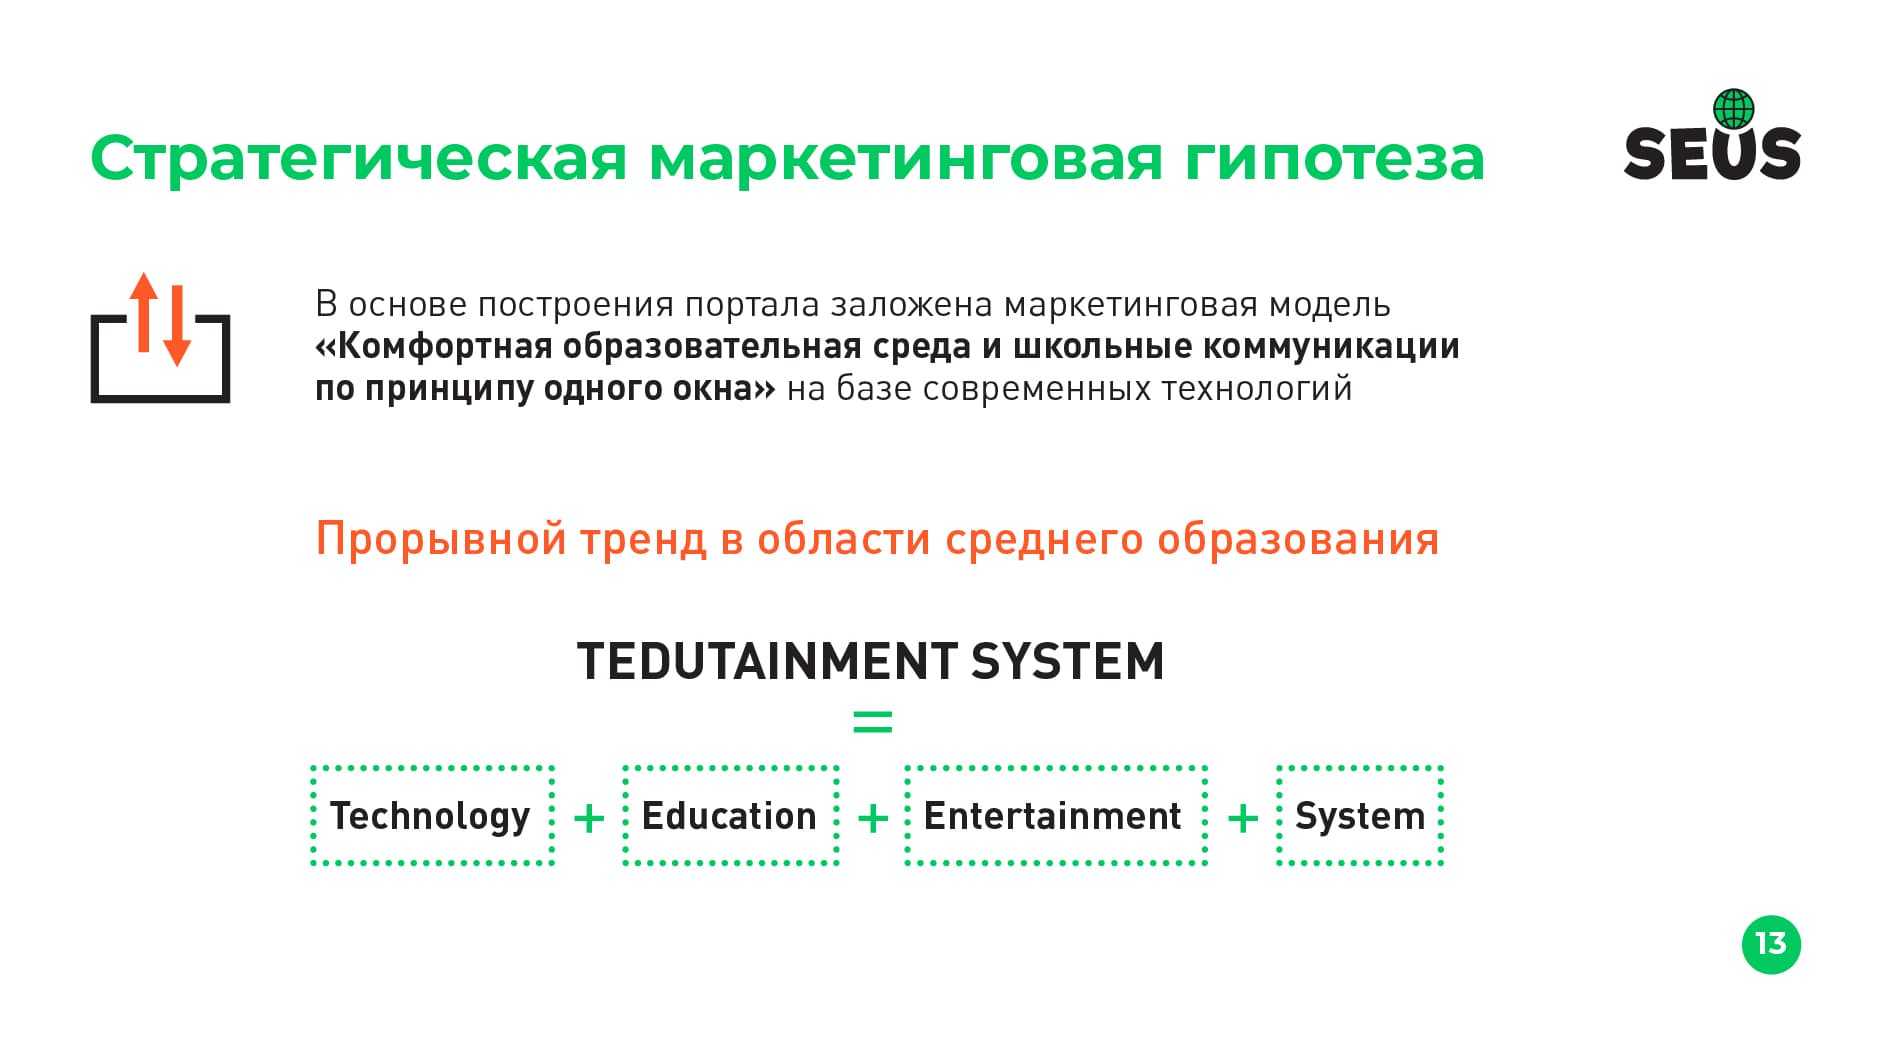 Стратегическая маркетинговая гипотеза
SEUS
В основе построения портала заложена маркетинговая модель
«Комфортная образовательная среда и школьные коммуникации
по принципу одного окна» на базе современных технологий
Прорывной тренд в области среднего образования
TEDUTAINMENT SYSTEM
=
Technology + Education + Entertainment + System
13